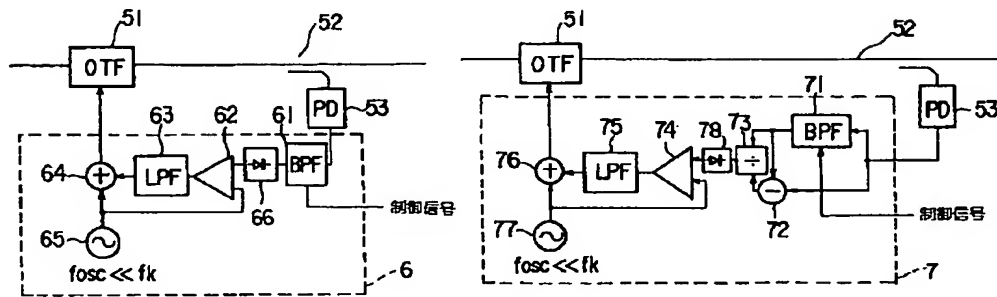 51
52
OTF
PD
53
63
62
61
64
+
LPF
BPF
66
65
制御信号
fosc≪fk
6
51
52
OTF
71
PD
53
75
74
78
73
BPF
76
+
LPF
÷
−
72
77
制御信号
fosc≪fk
7